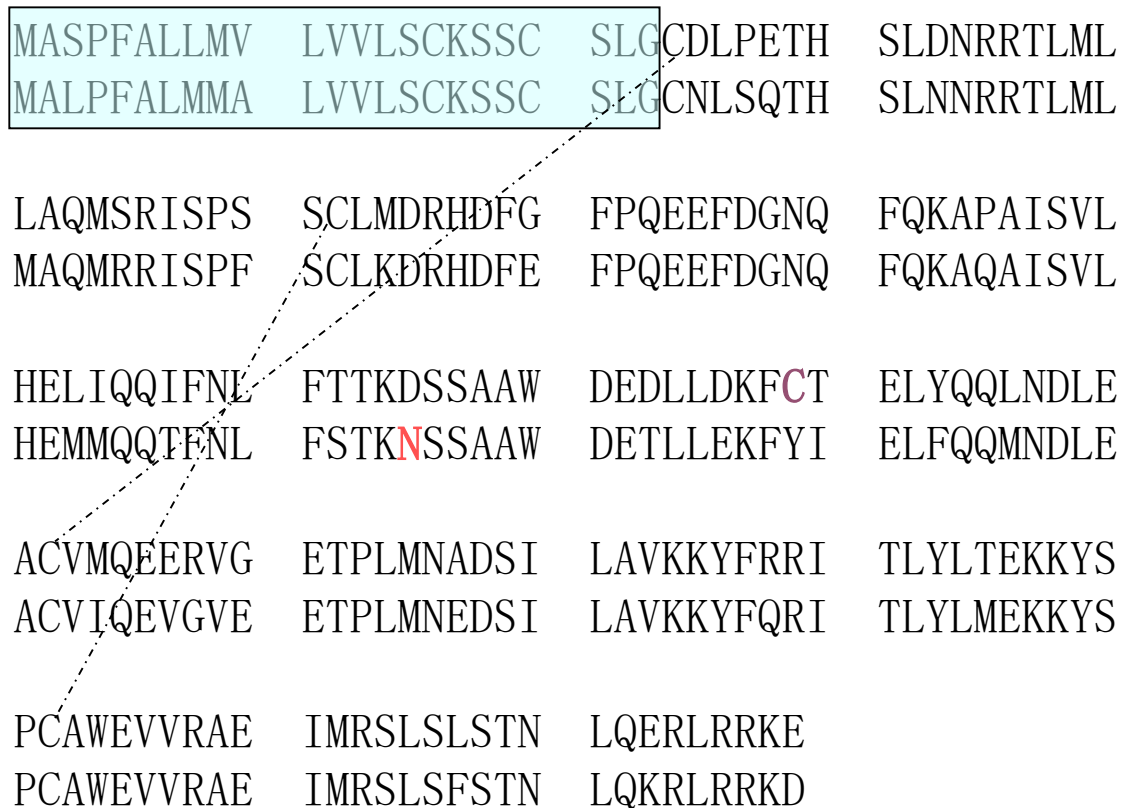 MASPFALLMV LVVLSCKSSC SLGCDLPETH SLDNRRTLML
MALPFALMMA LVVLSCKSSC SLGCNLSQTH SLNNRRTLML
LAQMSRISPS SCLMDRHDFG FPQEEFDGNQ FQKAPAISVL
MAQMRRISPF SCLKDRHDFE FPQEEFDGNQ FQKAQAISVL
HELIQQIFNL FTTKDSSAAW DEDLLDKFCT ELYQQLNDLE
HEMMQQTFNL FSTKNSSAAW DETLLEKFYI ELFQQMNDLE
ACVMQEERVG ETPLMNADSI LAVKKYFRRI TLYLTEKKYS
ACVIQEVGVE ETPLMNEDSI LAVKKYFQRI TLYLMEKKYS
PCAWEVVRAE IMRSLSLSTN LQERLRRKE
PCAWEVVRAE IMRSLSFSTN LQKRLRRKD